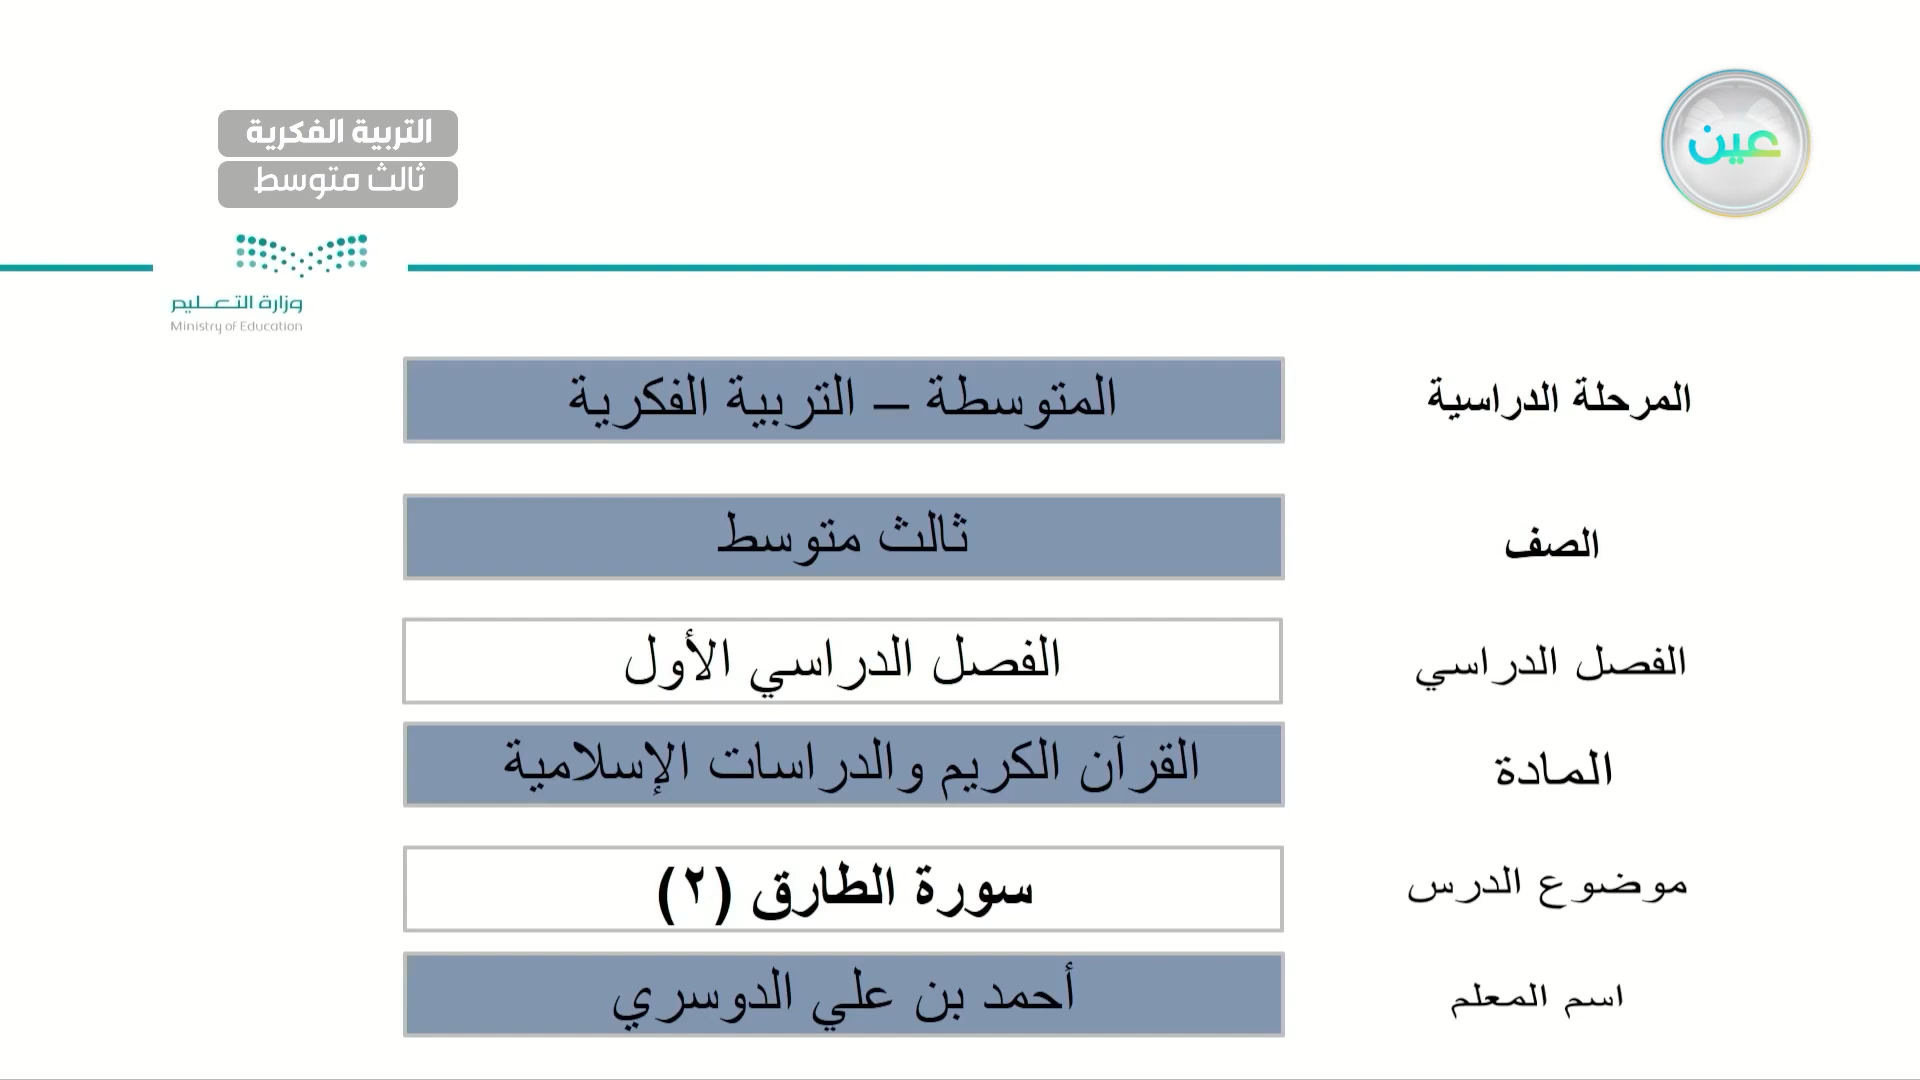 عين
التربية الفكرية
ثالث متوسط
وزارة التعليم
Ministry of Education
المرحلة الدراسية
المتوسطة – التربية الفكرية
الصف
ثالث متوسط
الفصل الدراسي
الفصل الدراسي الأول
المادة
القرآن الكريم والدراسات الإسلامية
موضوع الدرس
سورة الطارق (٢)
اسم المعلم
أحمد بن علي الدوسري